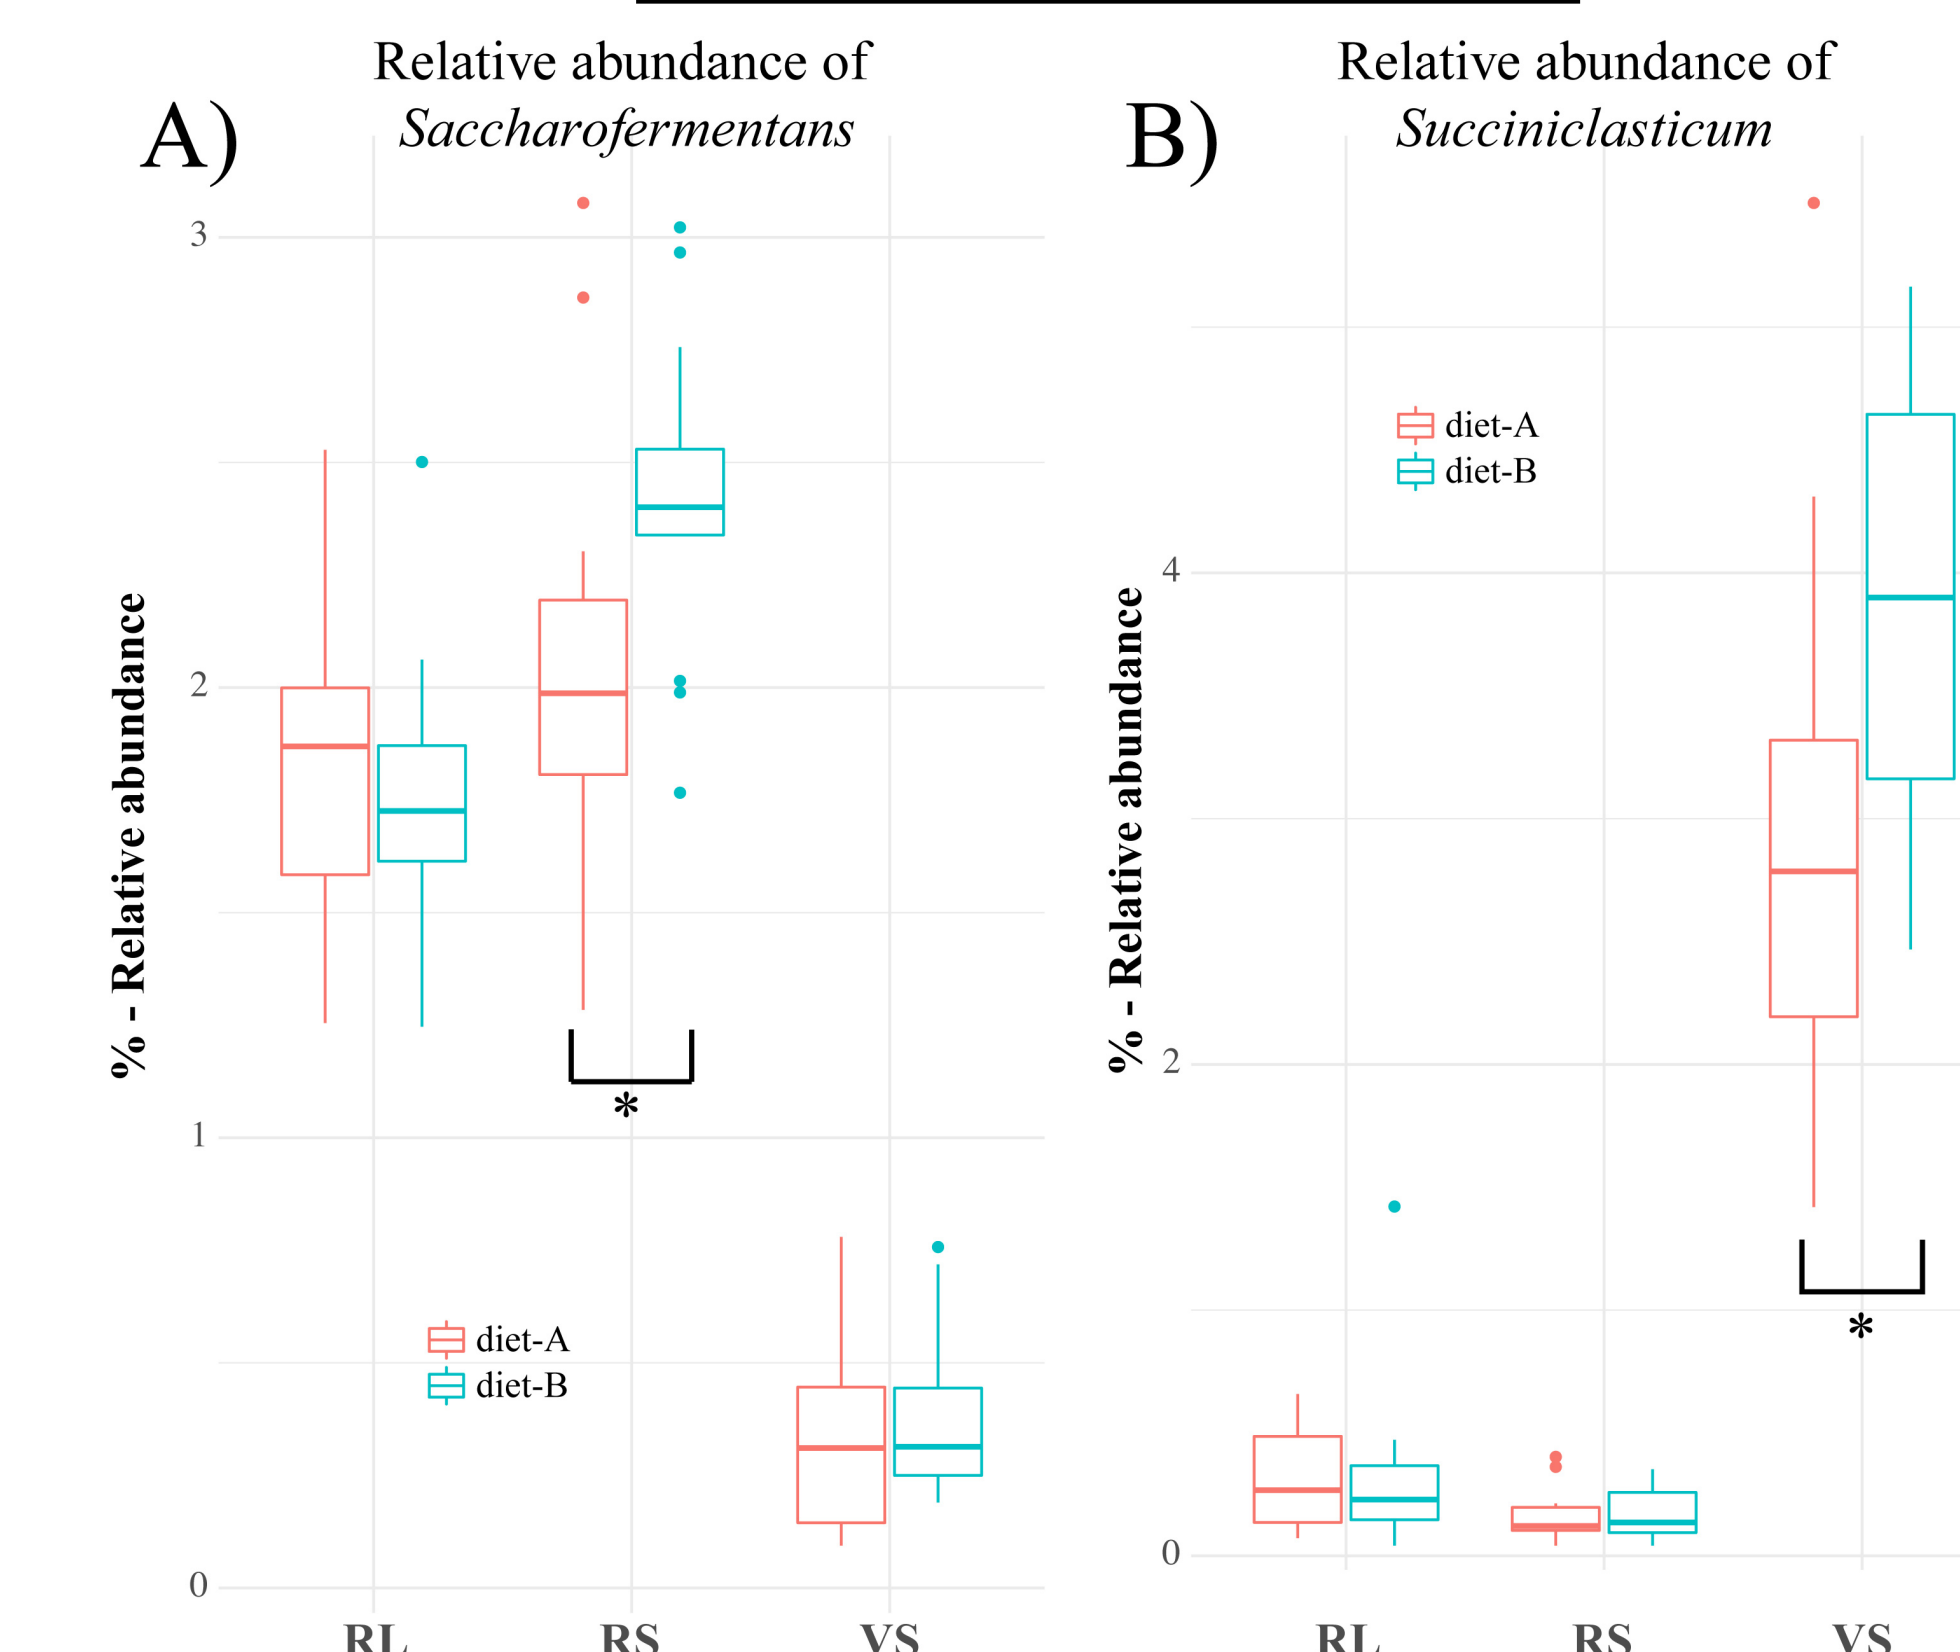 Relative abundance of
Saccharofermentans
A)
3
2
1
0
% - Relative abundance
*
diet-A
diet-B
RL RS VS
Relative abundance of
Succiniclasticum
B)
4
2
0
% - Relative abundance
diet-A
diet-B
*
RL RS VS